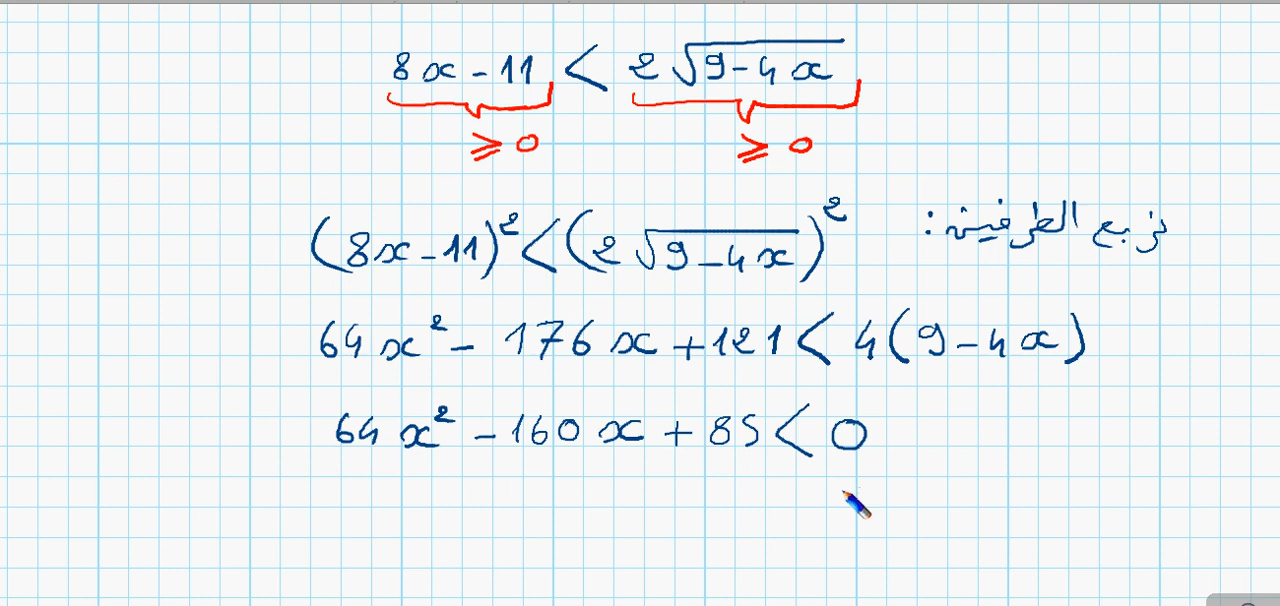 8x - 11 < 2√(9 - 4x)
≥ 0 ≥ 0
نربع الطرفين :
(8x - 11)² < (2√(9 - 4x))²
64x² - 176x + 121 < 4(9 - 4x)
64x² - 160x + 85 < 0